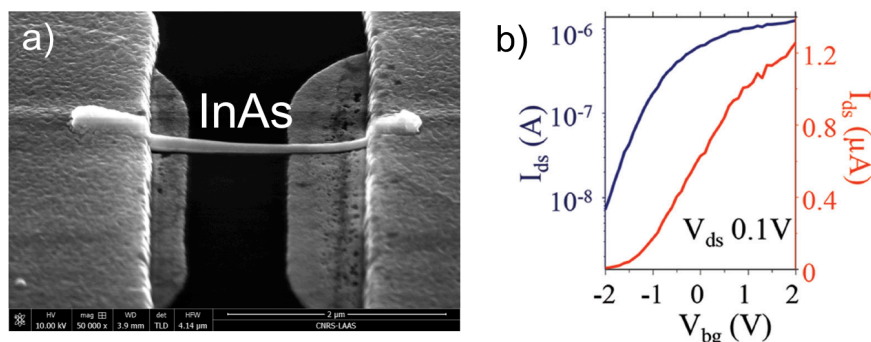 a)
InAs
HV mag WD det HFW
10.00 kV 50 000 x 3.9 mm TLD 4.14 µm
2 µm
CNRS-LAAS
b)
10⁻⁶
10⁻⁷
10⁻⁸
I_ds (A)
1.2
0.8
0.4
0
I_ds (µA)
V_ds 0.1V
-2 -1 0 1 2
V_bg (V)